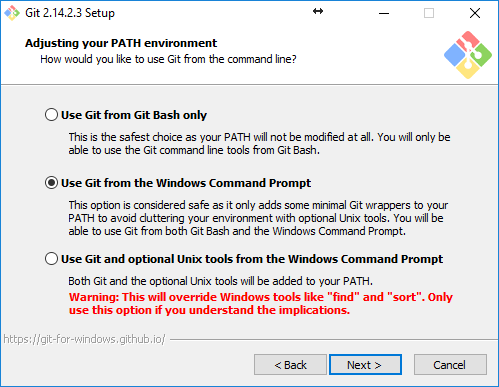 Git 2.14.2.3 Setup
Adjusting your PATH environment
How would you like to use Git from the command line?
Use Git from Git Bash only
This is the safest choice as your PATH will not be modified at all. You will only
be able to use the Git command line tools from Git Bash.
Use Git from the Windows Command Prompt
This option is considered safe as it only adds some minimal Git wrappers to your
PATH to avoid cluttering your environment with optional Unix tools. You will be
able to use Git from both Git Bash and the Windows Command Prompt.
Use Git and optional Unix tools from the Windows Command Prompt
Both Git and the optional Unix tools will be added to your PATH.
Warning: This will override Windows tools like "find" and "sort". Only
use this option if you understand the implications.
https://git-for-windows.github.io/
< Back Next > Cancel